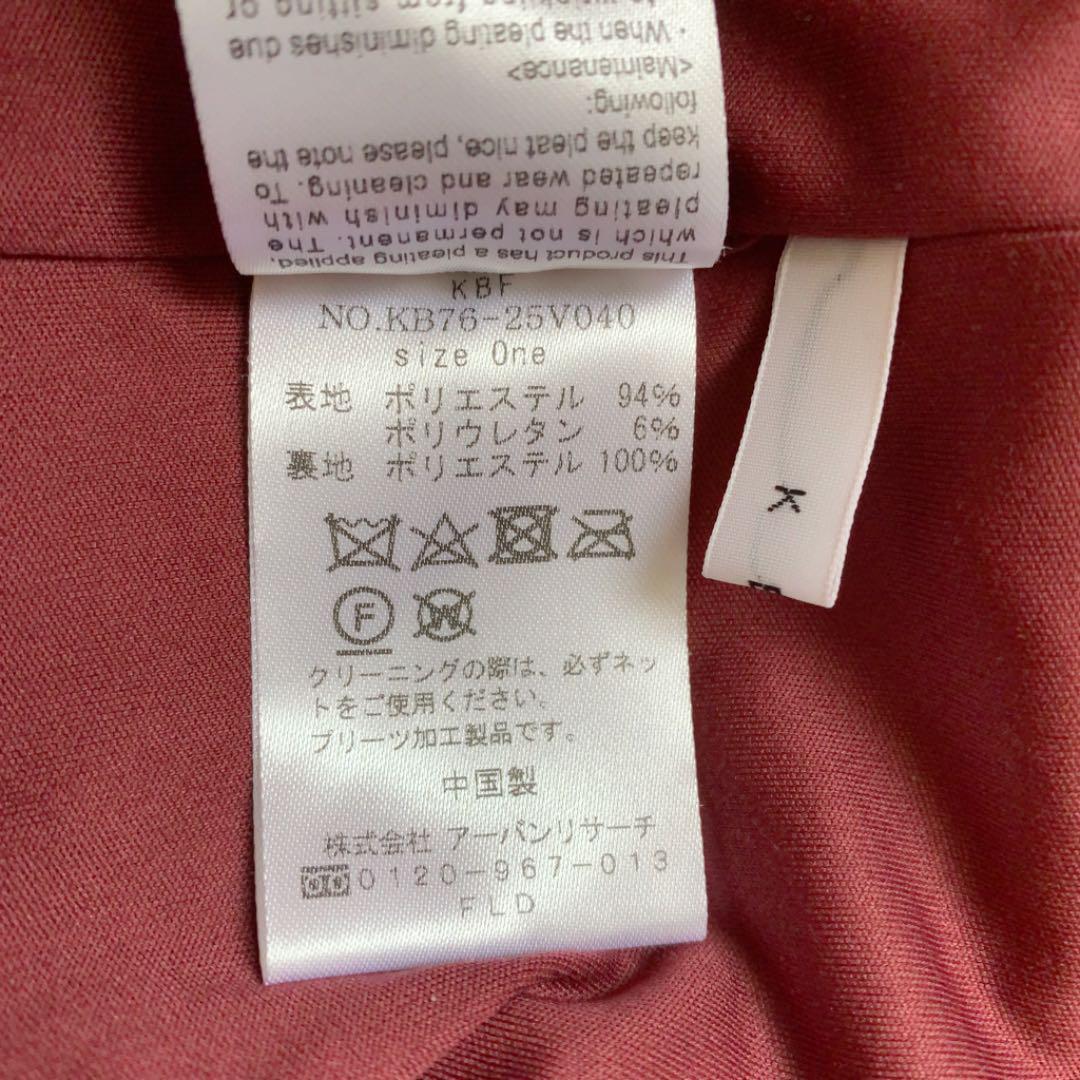 This product has a pleating applied.
which is not permanent. The
pleating may diminish with
repeated wear and cleaning. To
keep the pleat nice, please note the
following:
<Maintenance>
・When the pleating diminishes due
to wrinkling from sitting or
KBF
NO.KB76-25V040
size One
表地 ポリエステル 94%
ポリウレタン 6%
裏地 ポリエステル 100%
F
W
クリーニングの際は、必ずネッ
トをご使用ください。
プリーツ加工製品です。
中国製
株式会社 アーバンリサーチ
0120-967-013
FLD
K